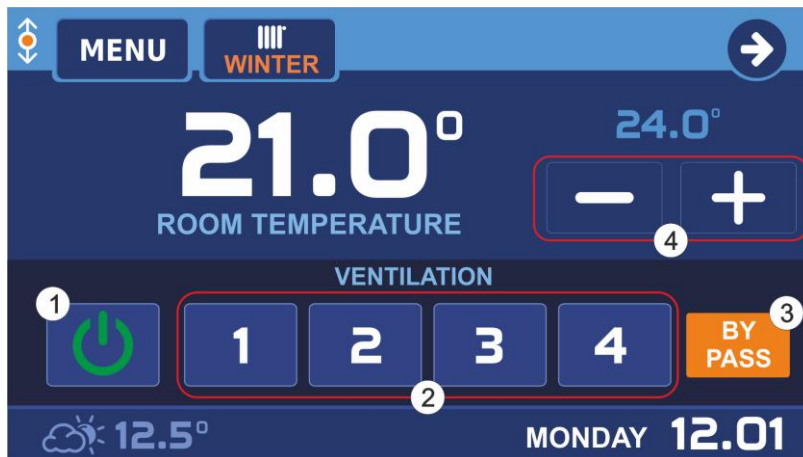 MENU
WINTER
21.0°
24.0°
ROOM TEMPERATURE
4
VENTILATION
1
3
1 2 3 4
BY
PASS
2
12.5°
MONDAY 12.01